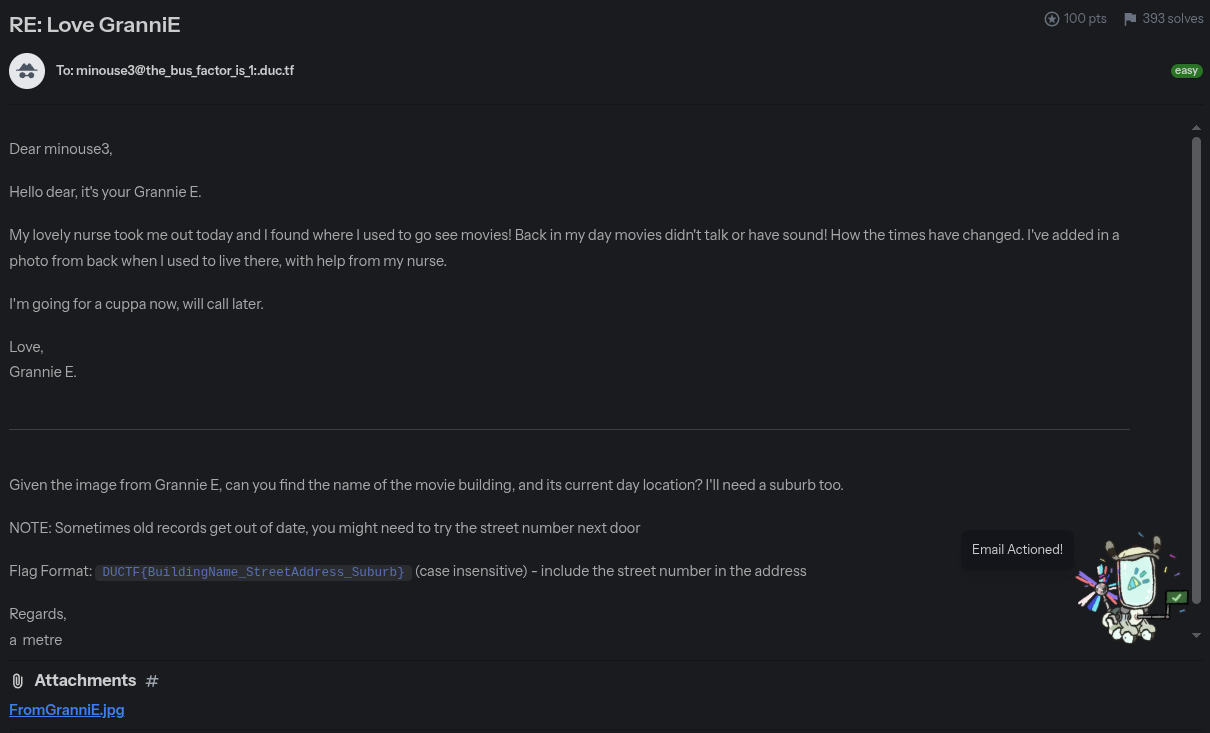 RE: Love GranniE
100 pts
393 solves
To: minouse3@the_bus_factor_is_1:.duc.tf
easy
Dear minouse3,
Hello dear, it's your Grannie E.
My lovely nurse took me out today and I found where I used to go see movies! Back in my day movies didn't talk or have sound! How the times have changed. I've added in a
photo from back when I used to live there, with help from my nurse.
I'm going for a cuppa now, will call later.
Love,
Grannie E.
Given the image from Grannie E, can you find the name of the movie building, and its current day location? I'll need a suburb too.
NOTE: Sometimes old records get out of date, you might need to try the street number next door
Email Actioned!
Flag Format: DUCTF{BuildingName_StreetAddress_Suburb} (case insensitive) - include the street number in the address
Regards,
a metre
Attachments #
FromGranniE.jpg